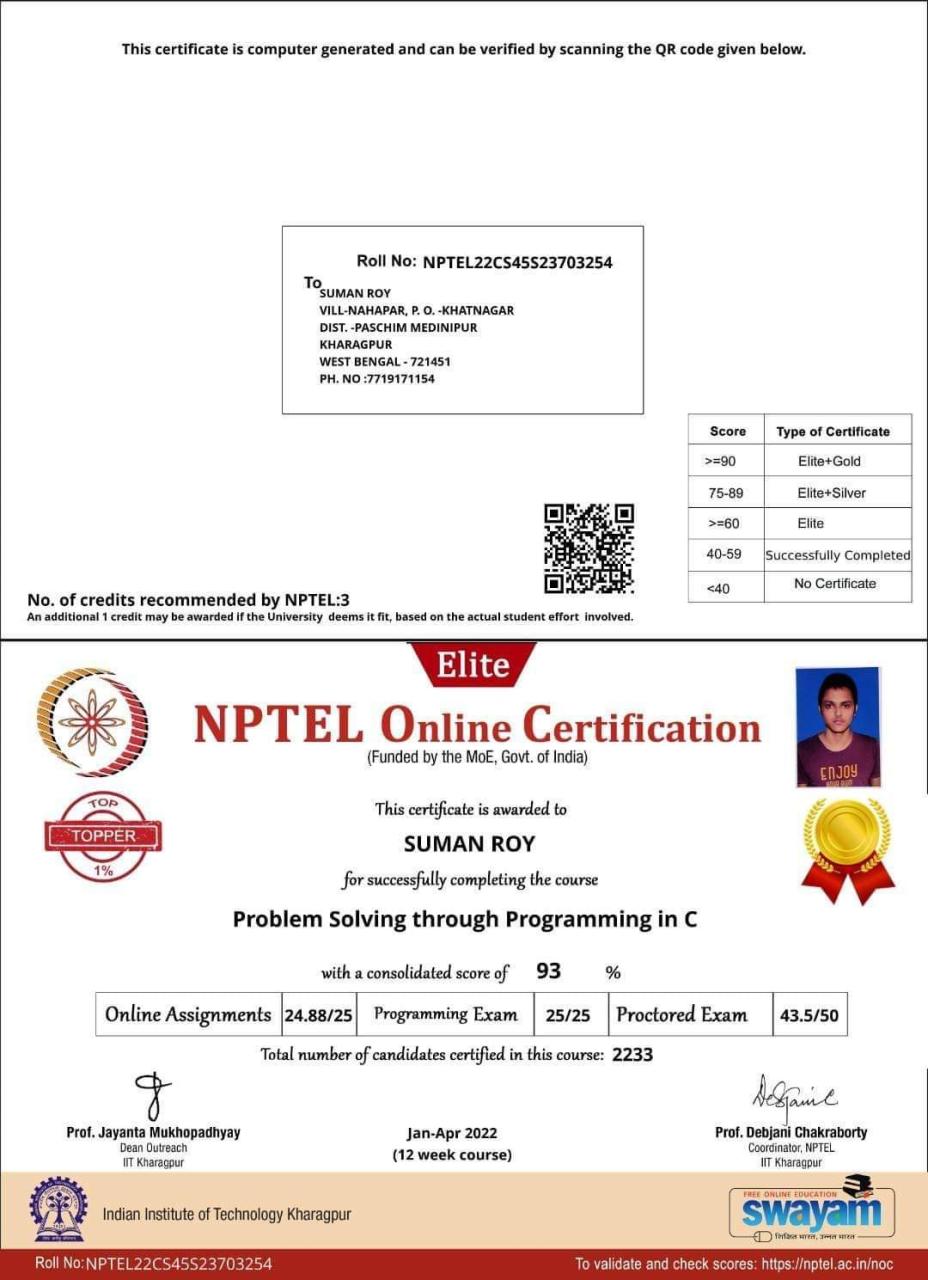 This certificate is computer generated and can be verified by scanning the QR code given below.
Roll No: NPTEL22CS45S23703254
To
SUMAN ROY
VILL-NAHAPAR, P. O. -KHATNAGAR
DIST. -PASCHIM MEDINIPUR
KHARAGPUR
WEST BENGAL - 721451
PH. NO :7719171154
Score Type of Certificate
>=90 Elite+Gold
75-89 Elite+Silver
>=60 Elite
40-59 Successfully Completed
<40 No Certificate
No. of credits recommended by NPTEL:3
An additional 1 credit may be awarded if the University deems it fit, based on the actual student effort involved.
Elite
NPTEL Online Certification
(Funded by the MoE, Govt. of India)
ENJOY
TOP
TOPPER
1%
This certificate is awarded to
SUMAN ROY
for successfully completing the course
Problem Solving through Programming in C
with a consolidated score of 93 %
Online Assignments 24.88/25 Programming Exam 25/25 Proctored Exam 43.5/50
Total number of candidates certified in this course: 2233
Prof. Jayanta Mukhopadhyay
Dean Outreach
IIT Kharagpur
Jan-Apr 2022
(12 week course)
Prof. Debjani Chakraborty
Coordinator, NPTEL
IIT Kharagpur
Indian Institute of Technology Kharagpur
FREE ONLINE EDUCATION
swayam
शिक्षित भारत, उन्नत भारत
Roll No:NPTEL22CS45S23703254
To validate and check scores: https://nptel.ac.in/noc